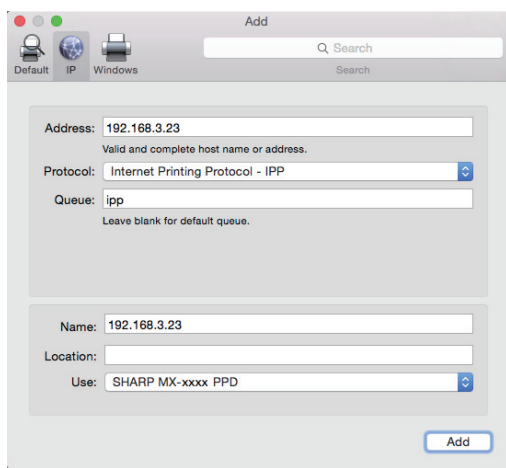 Add
Search
Default IP Windows Search
Address: 192.168.3.23
Valid and complete host name or address.
Protocol: Internet Printing Protocol - IPP
Queue: ipp
Leave blank for default queue.
Name: 192.168.3.23
Location:
Use: SHARP MX-xxxx PPD
Add